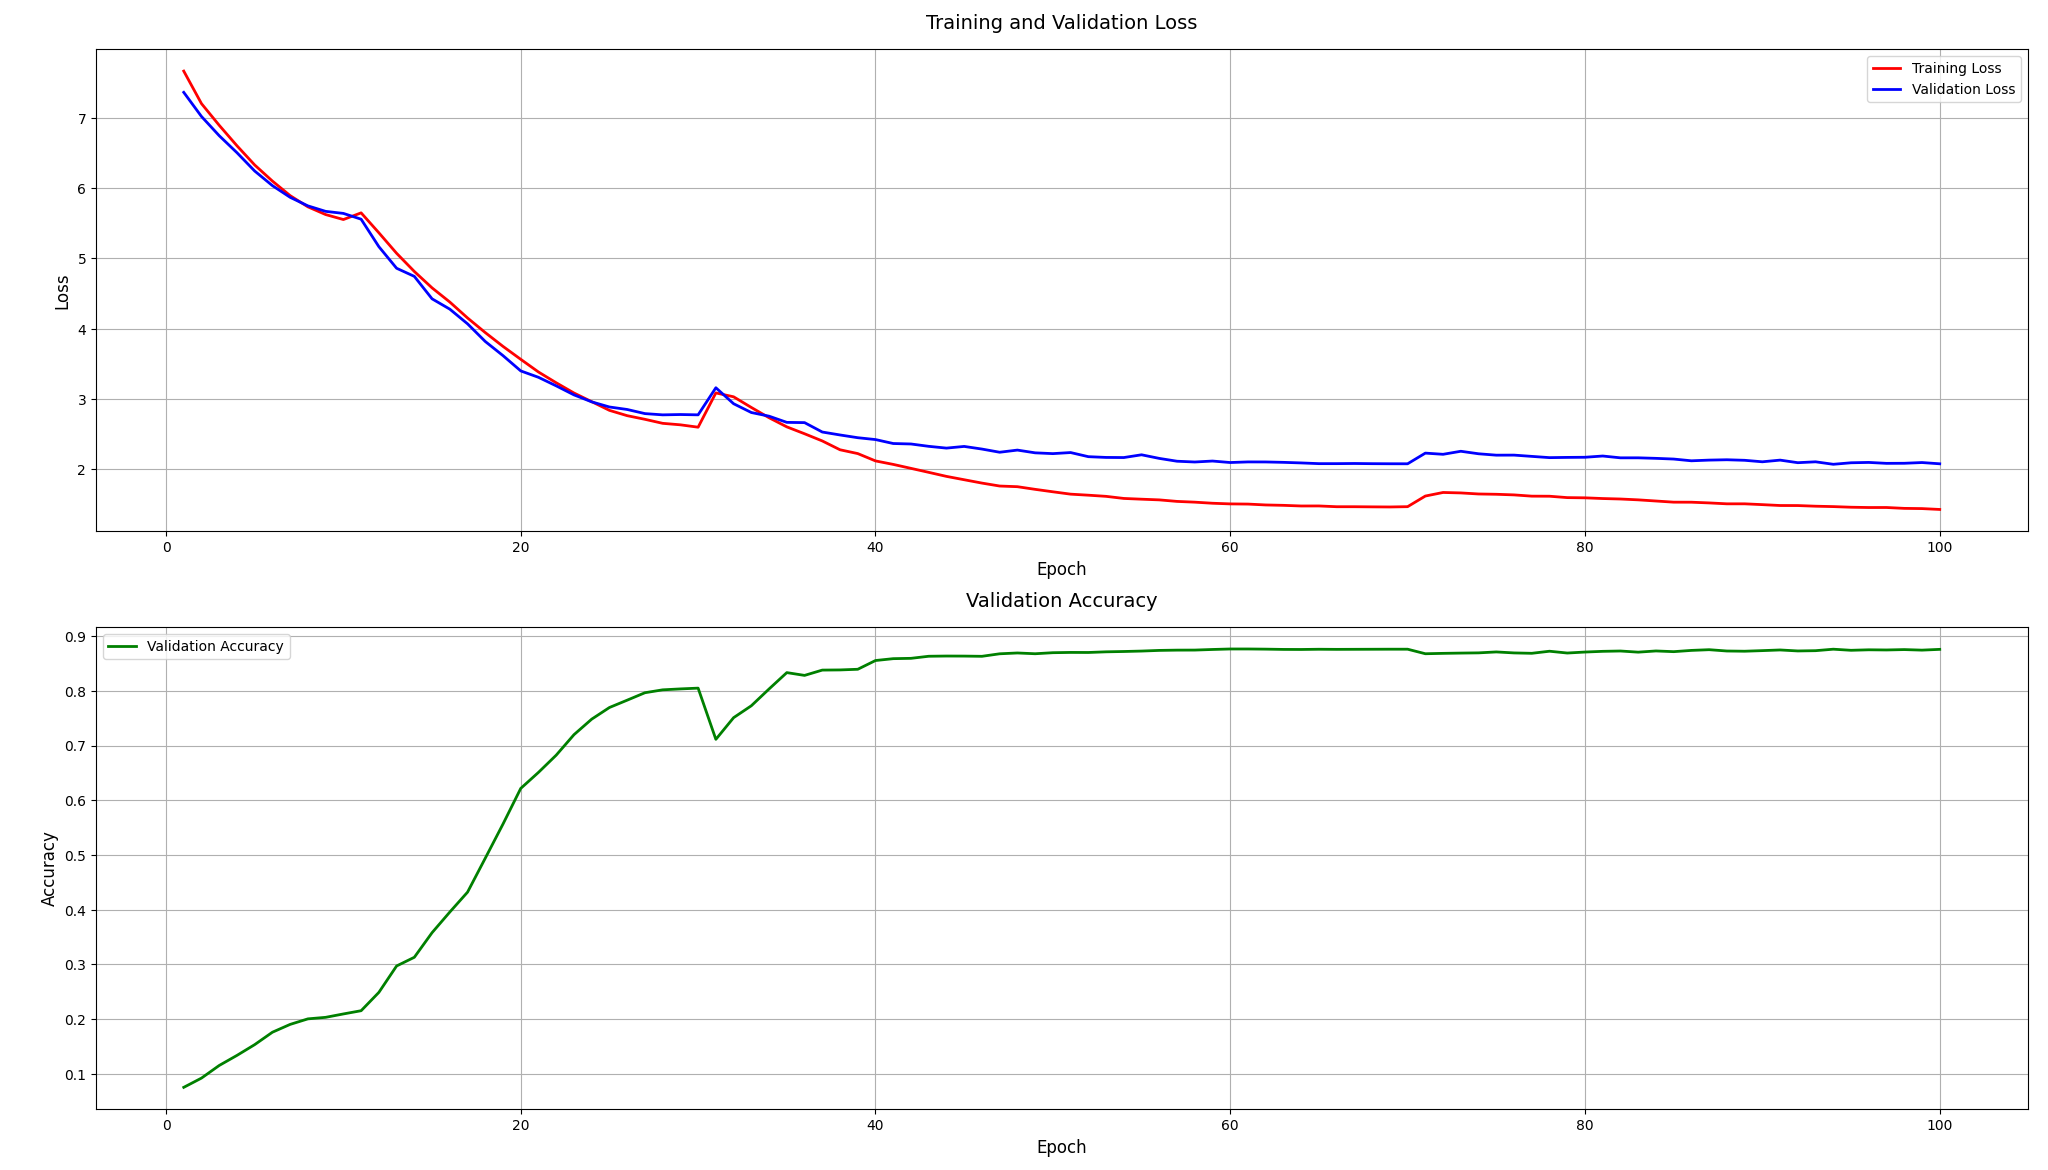 Training and Validation Loss
Training Loss
Validation Loss
7
6
5
4
3
2
Loss
0 20 40 60 80 100
Epoch
Validation Accuracy
Validation Accuracy
0.9
0.8
0.7
0.6
0.5
0.4
0.3
0.2
0.1
Accuracy
0 20 40 60 80 100
Epoch